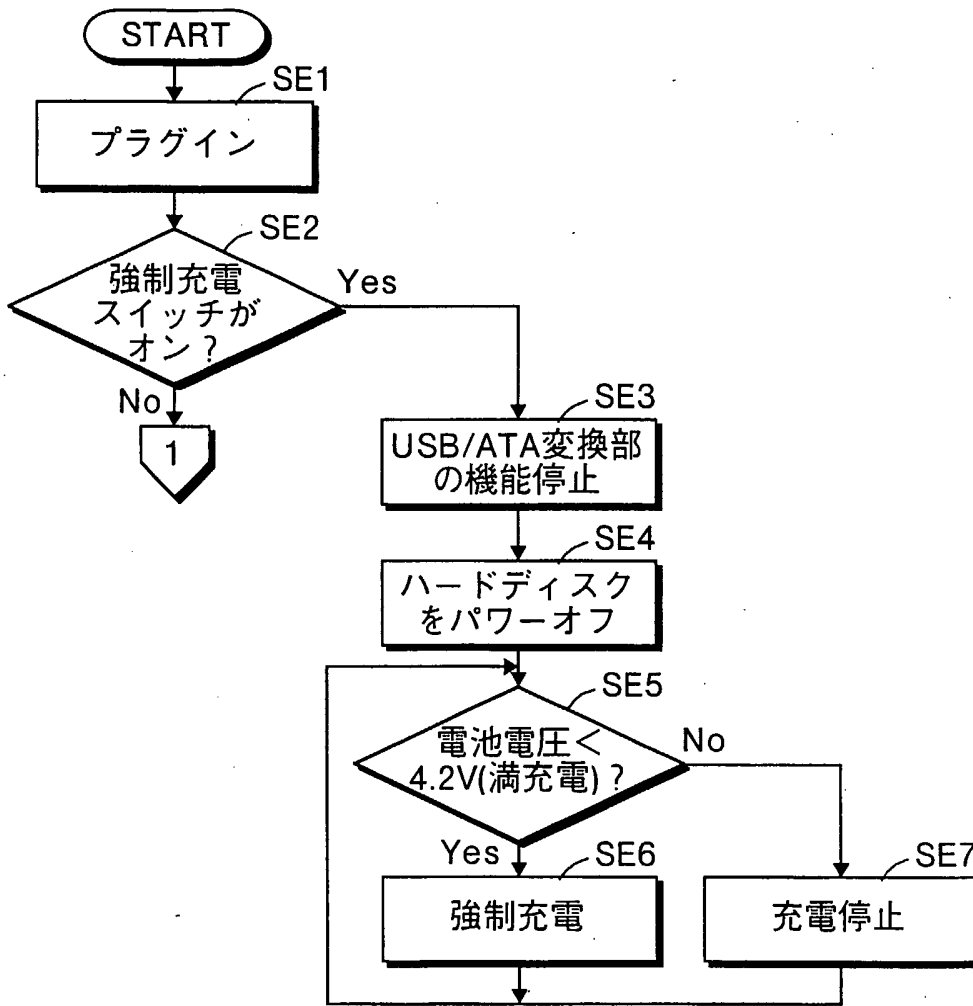 START
SE1
プラグイン
SE2
強制充電
スイッチが
オン？
Yes
No
1
SE3
USB/ATA変換部
の機能停止
SE4
ハードディスク
をパワーオフ
SE5
電池電圧＜
4.2V(満充電)？
No
Yes
SE6
強制充電
SE7
充電停止